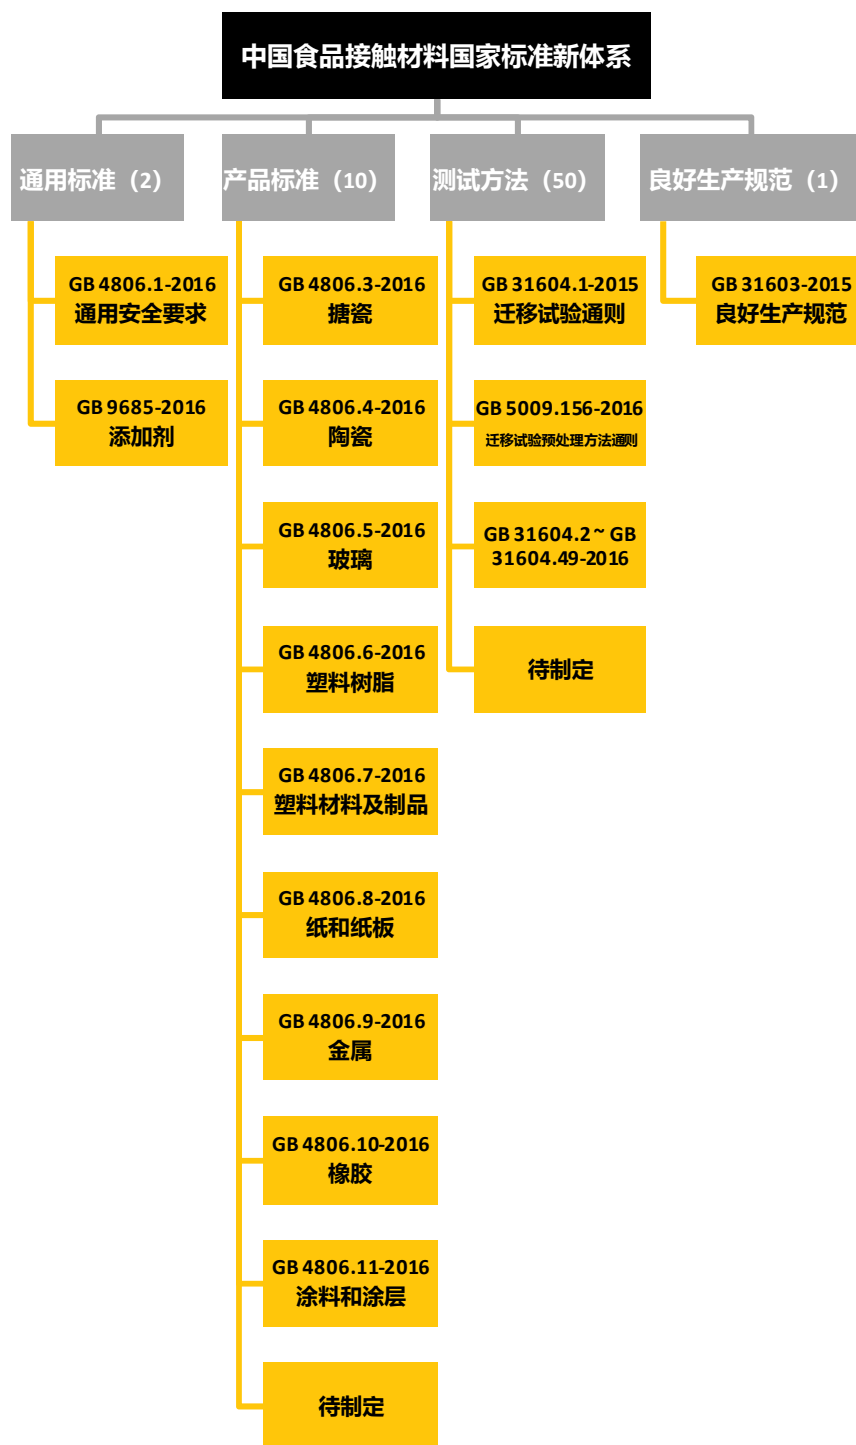 中国食品接触材料国家标准新体系
通用标准（2）
GB 4806.1-2016
通用安全要求
GB 9685-2016
添加剂
产品标准（10）
GB 4806.3-2016
搪瓷
GB 4806.4-2016
陶瓷
GB 4806.5-2016
玻璃
GB 4806.6-2016
塑料树脂
GB 4806.7-2016
塑料材料及制品
GB 4806.8-2016
纸和纸板
GB 4806.9-2016
金属
GB 4806.10-2016
橡胶
GB 4806.11-2016
涂料和涂层
待制定
测试方法（50）
GB 31604.1-2015
迁移试验通则
GB 5009.156-2016
迁移试验预处理方法通则
GB 31604.2 ~ GB
31604.49-2016
待制定
良好生产规范（1）
GB 31603-2015
良好生产规范